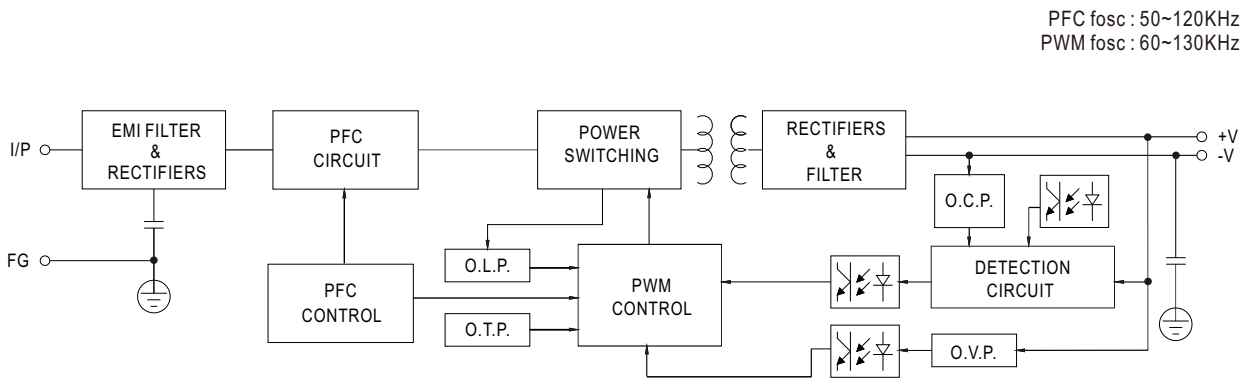 PFC fosc : 50~120KHz
PWM fosc : 60~130KHz
I/P
EMI FILTER
&
RECTIFIERS
PFC
CIRCUIT
POWER
SWITCHING
RECTIFIERS
&
FILTER
+V
-V
O.C.P.
FG
O.L.P.
PFC
CONTROL
O.T.P.
PWM
CONTROL
DETECTION
CIRCUIT
O.V.P.